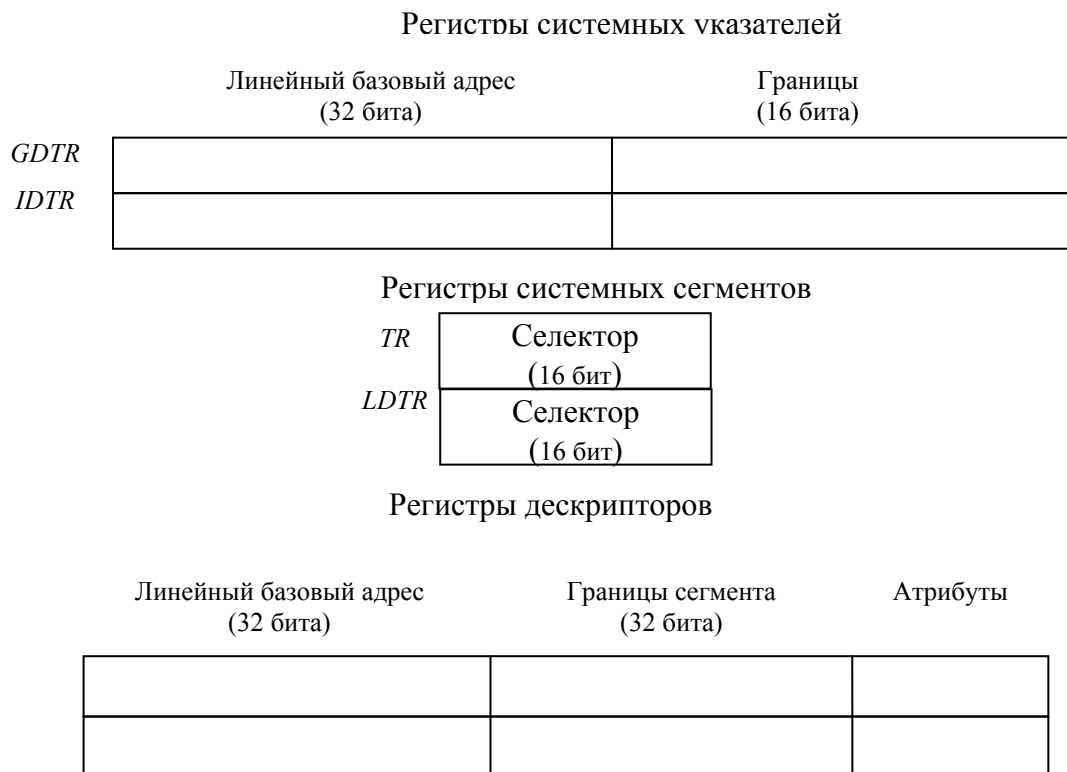 Регистры системных указателей
Линейный базовый адрес
(32 бита)
Границы
(16 бита)
GDTR
IDTR
Регистры системных сегментов
TR
Селектор
(16 бит)
LDTR
Селектор
(16 бит)
Регистры дескрипторов
Линейный базовый адрес
(32 бита)
Границы сегмента
(32 бита)
Атрибуты